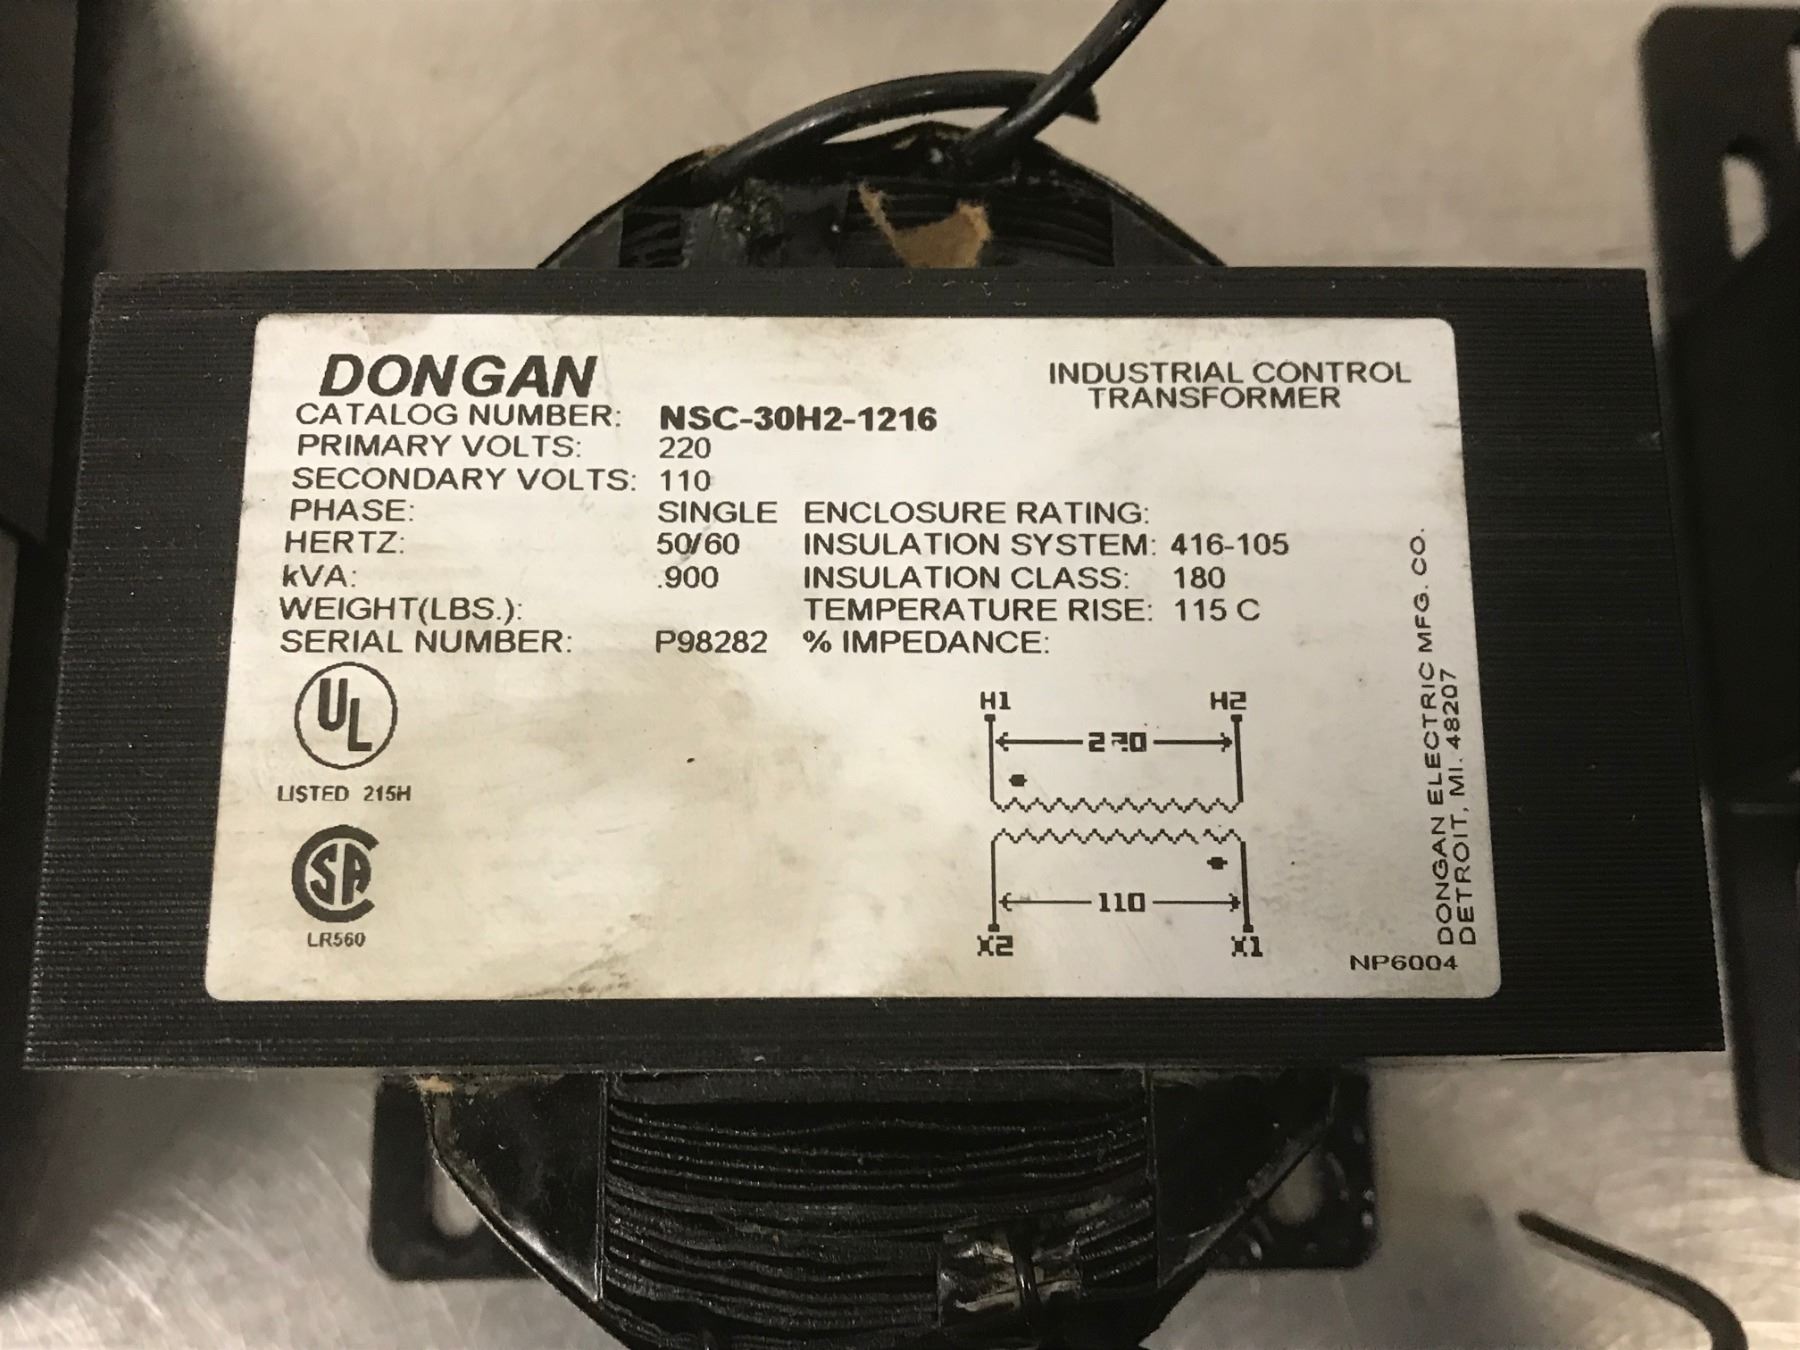 DONGAN
INDUSTRIAL CONTROL
TRANSFORMER
CATALOG NUMBER: NSC-30H2-1216
PRIMARY VOLTS: 220
SECONDARY VOLTS: 110
PHASE: SINGLE ENCLOSURE RATING:
HERTZ: 50/60 INSULATION SYSTEM: 416-105
kVA: .900 INSULATION CLASS: 180
WEIGHT(LBS.): TEMPERATURE RISE: 115 C
SERIAL NUMBER: P98282 % IMPEDANCE:
UL
LISTED 215H
SA
LR560
H1 H2
220
110
X2 X1
NP6004
DONGAN ELECTRIC MFG. CO.
DETROIT, MI. 48207